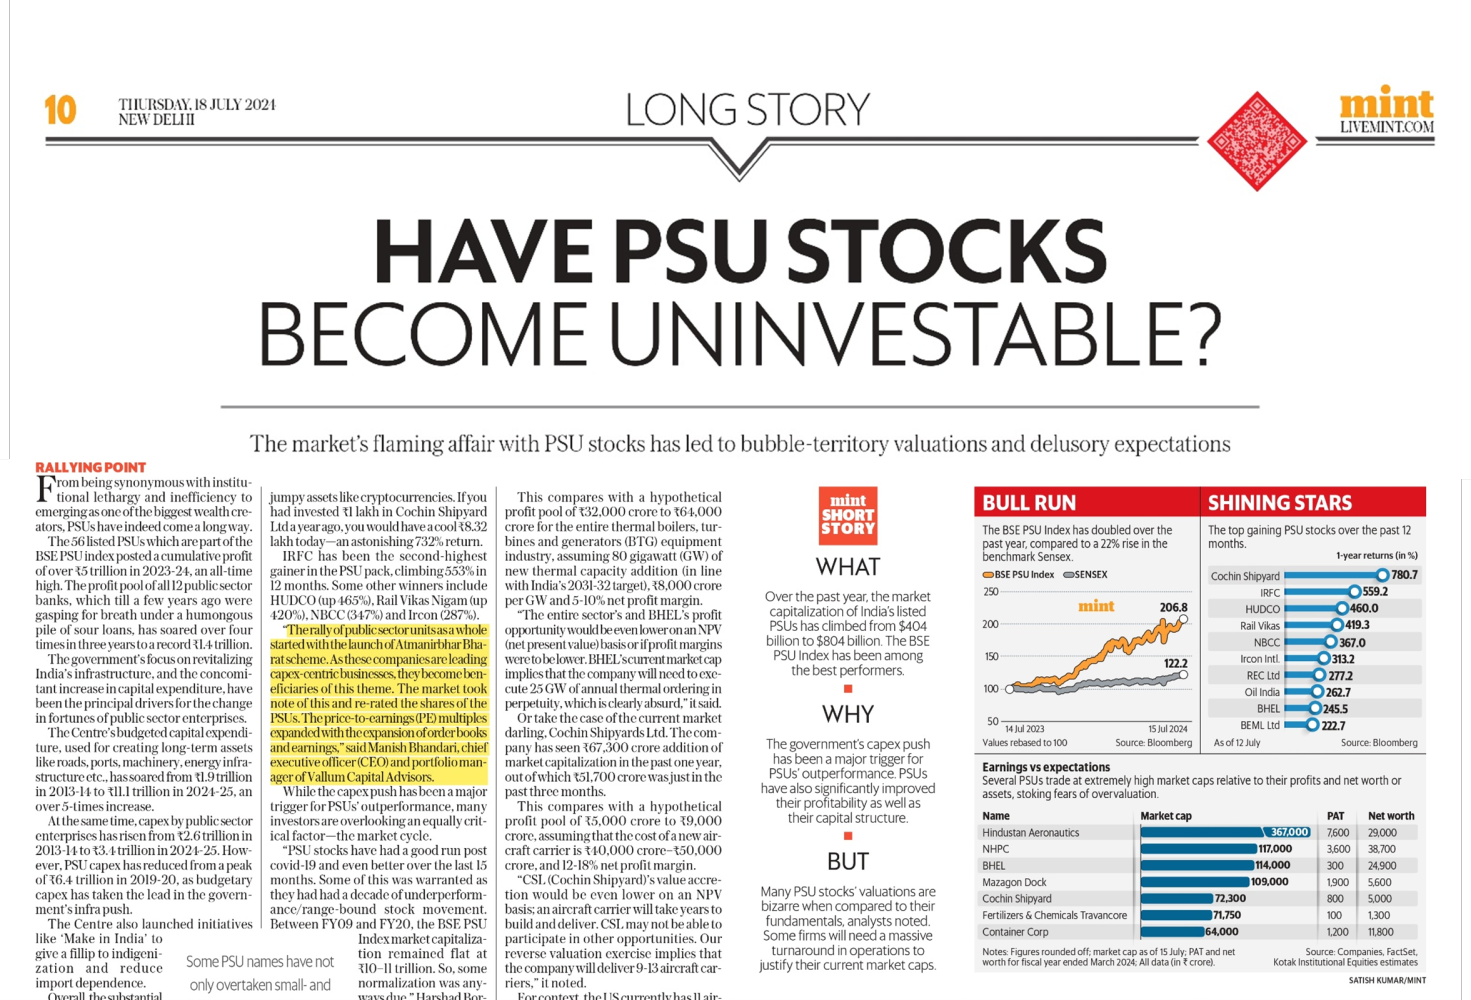 10
THURSDAY, 18 JULY 2024
NEW DELHI
LONG STORY
mint
LIVEMINT.COM
HAVE PSU STOCKS
BECOME UNINVESTABLE?
The market's flaming affair with PSU stocks has led to bubble-territory valuations and delusory expectations
RALLYING POINT
From being synonymous with institu-
tional lethargy and inefficiency to
emerging as one of the biggest wealth cre-
ators, PSUs have indeed come a long way.
The 56 listed PSUs which are part of the
BSE PSU index posted a cumulative profit
of over ₹5 trillion in 2023-24, an all-time
high. The profit pool of all 12 public sector
banks, which till a few years ago were
gasping for breath under a humongous
pile of sour loans, has soared over four
times in three years to a record ₹1.4 trillion.
The government's focus on revitalizing
India's infrastructure, and the concomi-
tant increase in capital expenditure, have
been the principal drivers for the change
in fortunes of public sector enterprises.
The Centre's budgeted capital expendi-
ture, used for creating long-term assets
like roads, ports, machinery, energy infra-
structure etc., has soared from ₹1.9 trillion
in 2013-14 to ₹11.1 trillion in 2024-25, an
over 5-times increase.
At the same time, capex by public sector
enterprises has risen from ₹2.6 trillion in
2013-14 to ₹3.4 trillion in 2024-25. How-
ever, PSU capex has reduced from a peak
of ₹6.4 trillion in 2019-20, as budgetary
capex has taken the lead in the govern-
ment's infra push.
The Centre also launched initiatives
like 'Make in India' to
give a fillip to indigeni-
zation and reduce
import dependence.
Overall, the substantial
Some PSU names have not
only overtaken small- and
jumpy assets like cryptocurrencies. If you
had invested ₹1 lakh in Cochin Shipyard
Ltd a year ago, you would have a cool ₹8.32
lakh today—an astonishing 732% return.
IRFC has been the second-highest
gainer in the PSU pack, climbing 553% in
12 months. Some other winners include
HUDCO (up 465%), Rail Vikas Nigam (up
420%), NBCC (347%) and Ircon (287%).
"The rally of public sector units as a whole
started with the launch of Atmanirbhar Bha-
rat scheme. As these companies are leading
capex-centric businesses, they become ben-
eficiaries of this theme. The market took
note of this and re-rated the shares of the
PSUs. The price-to-earnings (PE) multiples
expanded with the expansion of order books
and earnings," said Manish Bhandari, chief
executive officer (CEO) and portfolio man-
ager of Vallum Capital Advisors.
While the capex push has been a major
trigger for PSUs' outperformance, many
investors are overlooking an equally crit-
ical factor—the market cycle.
"PSU stocks have had a good run post
covid-19 and even better over the last 15
months. Some of this was warranted as
they had had a decade of underperform-
ance/range-bound stock movement.
Between FY09 and FY20, the BSE PSU
Index market capitaliza-
tion remained flat at
₹10–11 trillion. So, some
normalization was any-
ways due," Harshad Bor-
This compares with a hypothetical
profit pool of ₹32,000 crore to ₹64,000
crore for the entire thermal boilers, tur-
bines and generators (BTG) equipment
industry, assuming 80 gigawatt (GW) of
new thermal capacity addition (in line
with India's 2031-32 target), ₹8,000 crore
per GW and 5-10% net profit margin.
"The entire sector's and BHEL's profit
opportunity would be even lower on an NPV
(net present value) basis or if profit margins
were to be lower. BHEL's current market cap
implies that the company will need to exe-
cute 25 GW of annual thermal ordering in
perpetuity, which is clearly absurd," it said.
Or take the case of the current market
darling, Cochin Shipyards Ltd. The com-
pany has seen ₹67,300 crore addition of
market capitalization in the past one year,
out of which ₹51,700 crore was just in the
past three months.
This compares with a hypothetical
profit pool of ₹5,000 crore to ₹9,000
crore, assuming that the cost of a new air-
craft carrier is ₹40,000 crore–₹50,000
crore, and 12-18% net profit margin.
"CSL (Cochin Shipyard)'s value accre-
tion would be even lower on an NPV
basis; an aircraft carrier will take years to
build and deliver. CSL may not be able to
participate in other opportunities. Our
reverse valuation exercise implies that
the company will deliver 9-13 aircraft car-
riers," it noted.
For context, the US currently has 11 air-
mint
SHORT
STORY
WHAT
Over the past year, the market
capitalization of India's listed
PSUs has climbed from $404
billion to $804 billion. The BSE
PSU Index has been among
the best performers.
WHY
The government's capex push
has been a major trigger for
PSUs' outperformance. PSUs
have also significantly improved
their profitability as well as
their capital structure.
BUT
Many PSU stocks' valuations are
bizarre when compared to their
fundamentals, analysts noted.
Some firms will need a massive
turnaround in operations to
justify their current market caps.
BULL RUN
The BSE PSU Index has doubled over the
past year, compared to a 22% rise in the
benchmark Sensex.
BSE PSU Index SENSEX
250
200
150
100
50
mint
206.8
122.2
14 Jul 2023 15 Jul 2024
Values rebased to 100 Source: Bloomberg
SHINING STARS
The top gaining PSU stocks over the past 12
months.
1-year returns (in %)
Cochin Shipyard 780.7
IRFC 559.2
HUDCO 460.0
Rail Vikas 419.3
NBCC 367.0
Ircon Intl. 313.2
REC Ltd 277.2
Oil India 262.7
BHEL 245.5
BEML Ltd 222.7
As of 12 July Source: Bloomberg
Earnings vs expectations
Several PSUs trade at extremely high market caps relative to their profits and net worth or
assets, stoking fears of overvaluation.
Name Market cap PAT Net worth
Hindustan Aeronautics 367,000 7,600 29,000
NHPC 117,000 3,600 38,700
BHEL 114,000 300 24,900
Mazagon Dock 109,000 1,900 5,600
Cochin Shipyard 72,300 800 5,000
Fertilizers & Chemicals Travancore 71,750 100 1,300
Container Corp 64,000 1,200 11,800
Notes: Figures rounded off; market cap as of 15 July; PAT and net
worth for fiscal year ended March 2024; All data (in ₹ crore).
Source: Companies, FactSet,
Kotak Institutional Equities estimates
SATISH KUMAR/MINT